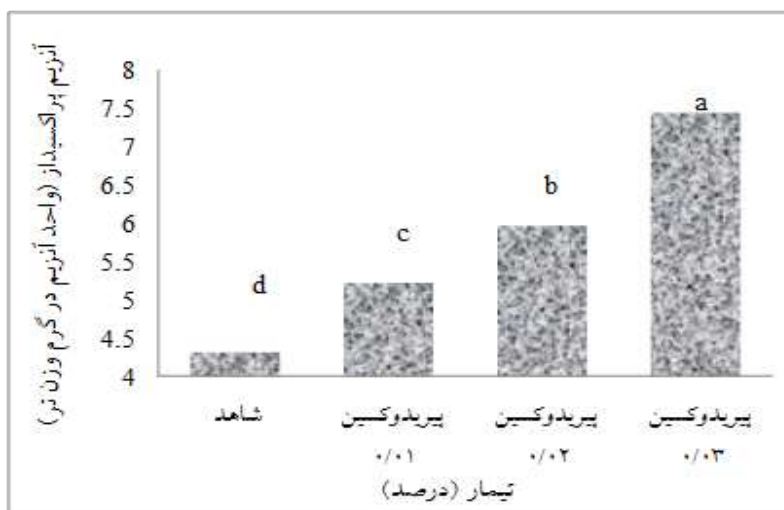 آنزیم پراکسیداز (واحد آنزیم در گرم وزن تر)
8
7.5
7
6.5
6
5.5
5
4.5
4
a
b
c
d
شاهد
پیریدوکسین
۰/۰۱
پیریدوکسین
۰/۰۲
پیریدوکسین
۰/۰۳
تیمار (درصد)